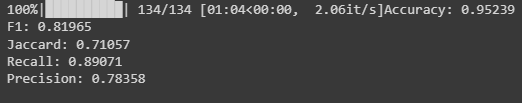 100%|██████████| 134/134 [01:04<00:00,  2.06it/s]Accuracy: 0.95239
F1: 0.81965
Jaccard: 0.71057
Recall: 0.89071
Precision: 0.78358